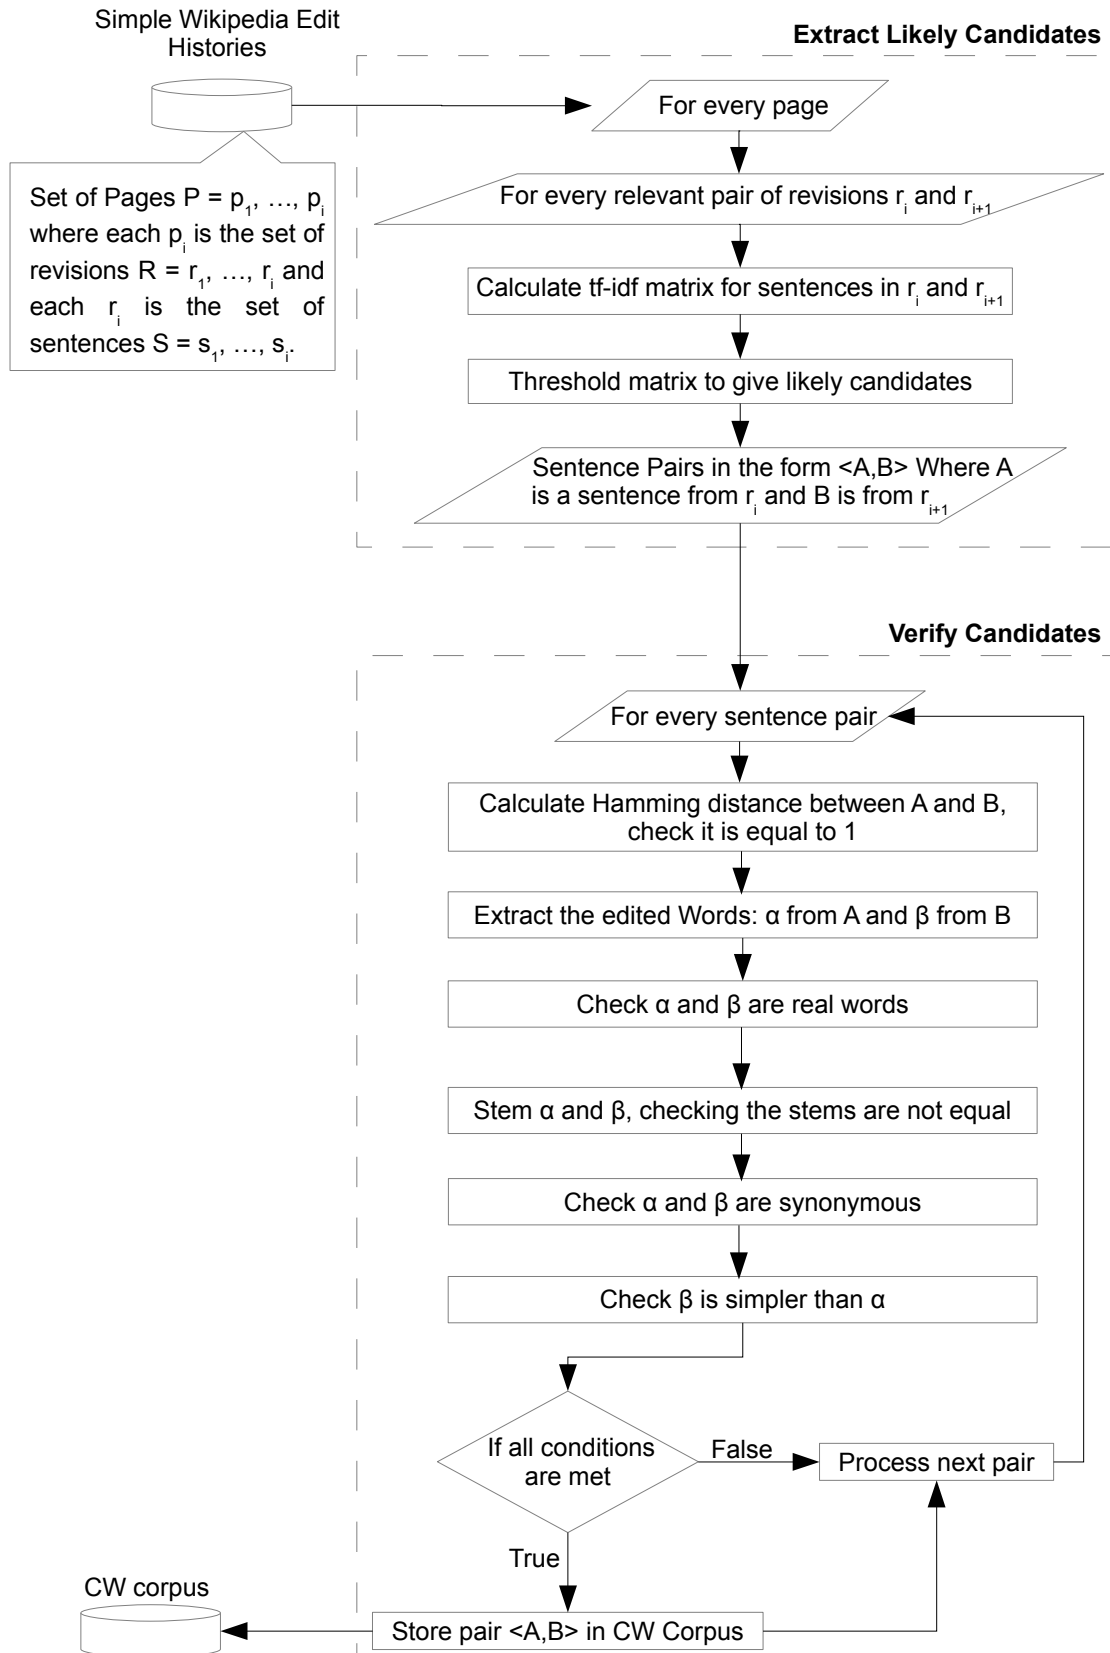 Simple Wikipedia Edit
Histories
Extract Likely Candidates
For every page
Set of Pages P = p₁, …, pᵢ
where each pᵢ is the set of
revisions R = r₁, …, rᵢ and
each rᵢ is the set of
sentences S = s₁, …, sᵢ.
For every relevant pair of revisions rᵢ and rᵢ₊₁
Calculate tf-idf matrix for sentences in rᵢ and rᵢ₊₁
Threshold matrix to give likely candidates
Sentence Pairs in the form <A,B> Where A
is a sentence from rᵢ and B is from rᵢ₊₁
Verify Candidates
For every sentence pair
Calculate Hamming distance between A and B,
check it is equal to 1
Extract the edited Words: α from A and β from B
Check α and β are real words
Stem α and β, checking the stems are not equal
Check α and β are synonymous
Check β is simpler than α
If all conditions
are met
False
Process next pair
True
CW corpus
Store pair <A,B> in CW Corpus